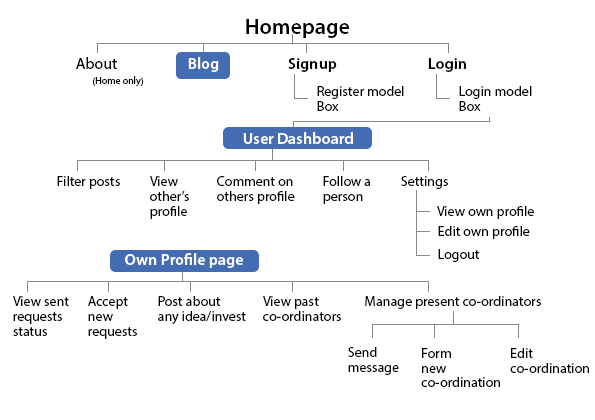 Homepage
About
(Home only)
Blog
Signup
Login
Register model
Box
Login model
Box
User Dashboard
Filter posts
View
other's
profile
Comment on
others profile
Follow a
person
Settings
View own profile
Edit own profile
Logout
Own Profile page
View sent
requests
status
Accept
new
requests
Post about
any idea/invest
View past
co-ordinators
Manage present co-ordinators
Send
message
Form
new
co-ordination
Edit
co-ordination